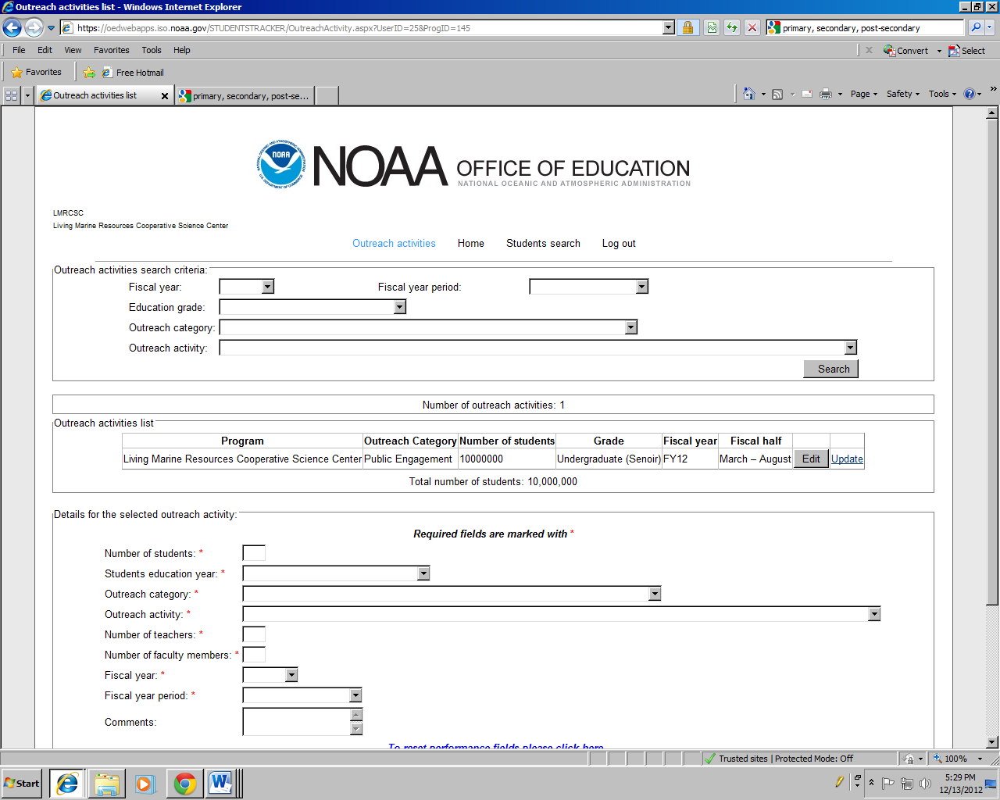 Outreach activities list - Windows Internet Explorer
https://oedwebapps.iso.noaa.gov/STUDENTSTRACKER/OutreachActivity.aspx?UserID=25&ProgID=145
primary, secondary, post-secondary
File Edit View Favorites Tools Help
Convert Select
Favorites Free Hotmail
Outreach activities list primary, secondary, post-se...
Page Safety Tools
NOAA
NOAA OFFICE OF EDUCATION
NATIONAL OCEANIC AND ATMOSPHERIC ADMINISTRATION
LMRCSC
Living Marine Resources Cooperative Science Center
Outreach activities Home Students search Log out
Outreach activities search criteria:
Fiscal year: Fiscal year period:
Education grade:
Outreach category:
Outreach activity:
Search
Number of outreach activities: 1
Outreach activities list
Program Outreach Category Number of students Grade Fiscal year Fiscal half
Living Marine Resources Cooperative Science Center Public Engagement 10000000 Undergraduate (Senoir) FY12 March – August Edit Update
Total number of students: 10,000,000
Details for the selected outreach activity:
Required fields are marked with *
Number of students: *
Students education year: *
Outreach category: *
Outreach activity: *
Number of teachers: *
Number of faculty members: *
Fiscal year: *
Fiscal year period: *
Comments:
To reset performance fields please click here
Trusted sites | Protected Mode: Off 100%
Start 5:29 PM
12/13/2012